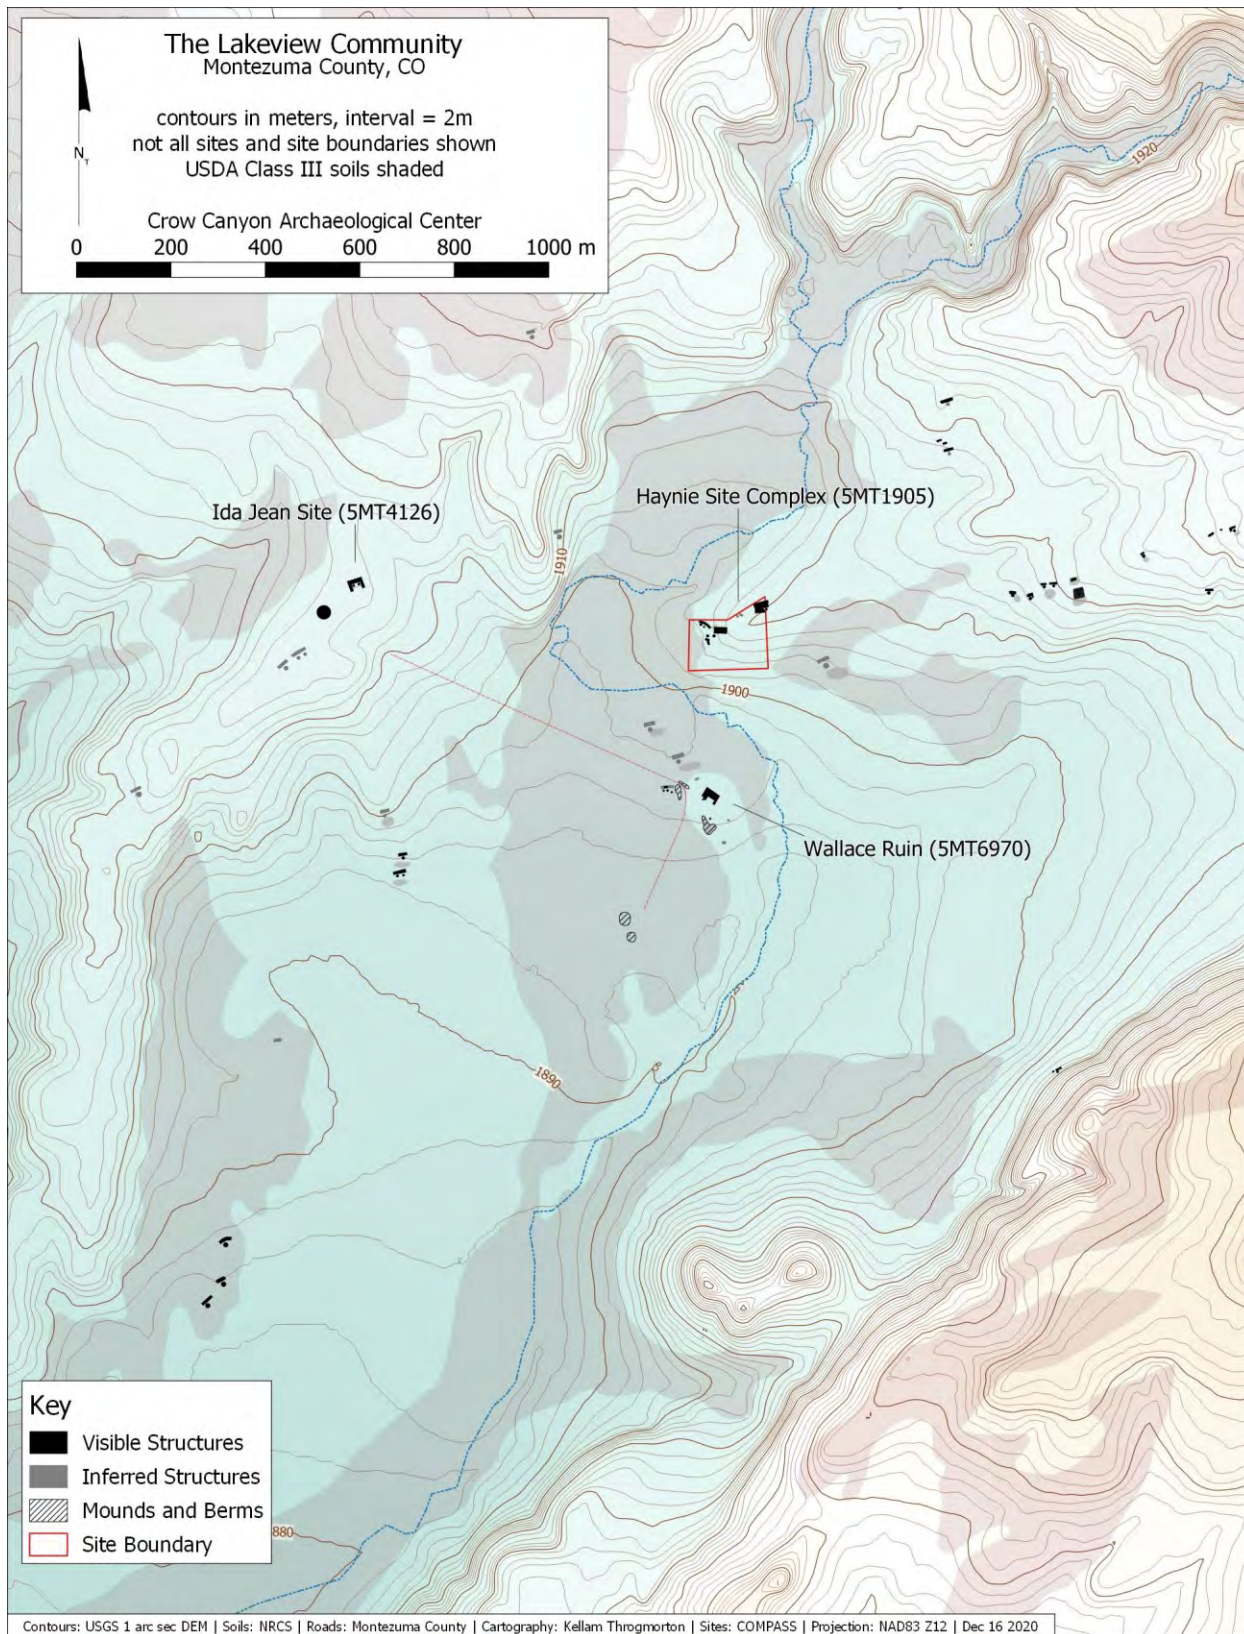 The Lakeview Community
Montezuma County, CO
contours in meters, interval = 2m
not all sites and site boundaries shown
USDA Class III soils shaded
N
Crow Canyon Archaeological Center
0 200 400 600 800 1000 m
1920
Haynie Site Complex (5MT1905)
Ida Jean Site (5MT4126)
1910
1900
Wallace Ruin (5MT6970)
1890
Key
Visible Structures
Inferred Structures
Mounds and Berms
Site Boundary
880
Contours: USGS 1 arc sec DEM | Soils: NRCS | Roads: Montezuma County | Cartography: Kellam Throgmorton | Sites: COMPASS | Projection: NAD83 Z12 | Dec 16 2020